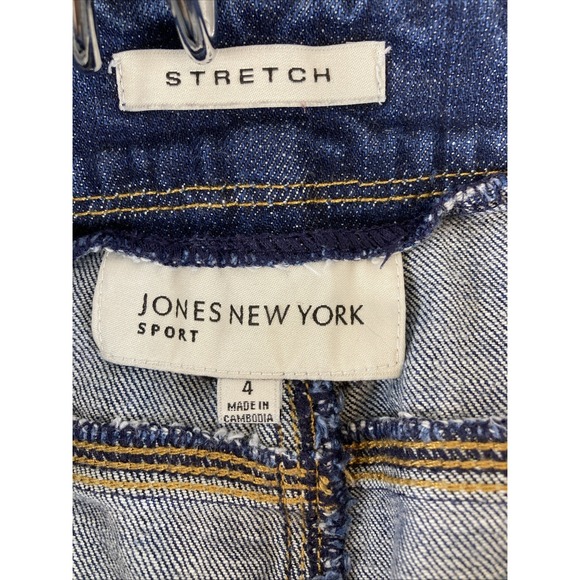 STRETCH
JONES NEW YORK
SPORT
4
MADE IN
CAMBODIA